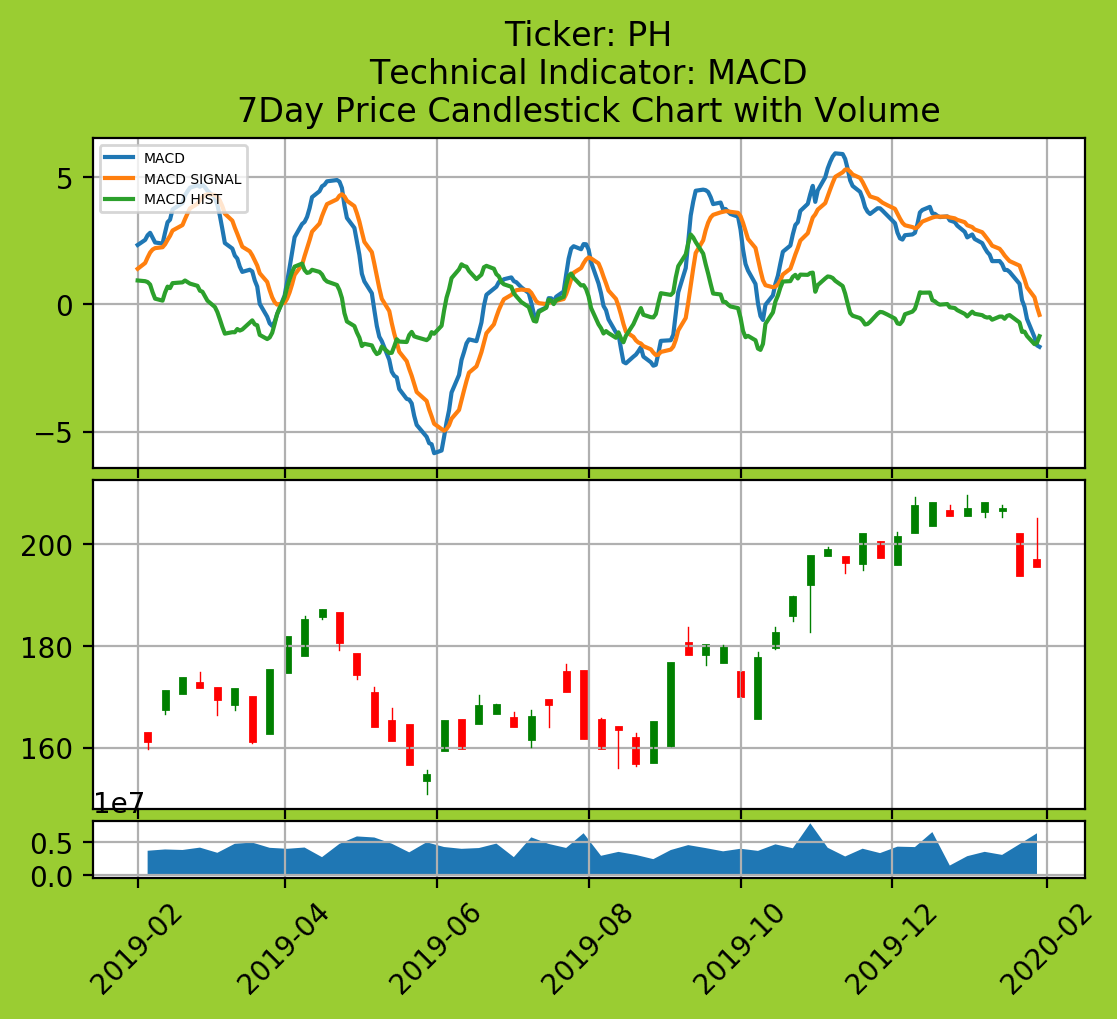 Ticker: PH
Technical Indicator: MACD
7Day Price Candlestick Chart with Volume
MACD
MACD SIGNAL
MACD HIST
5
0
−5
200
180
160
1e7
0.5
0.0
2019-02
2019-04
2019-06
2019-08
2019-10
2019-12
2020-02